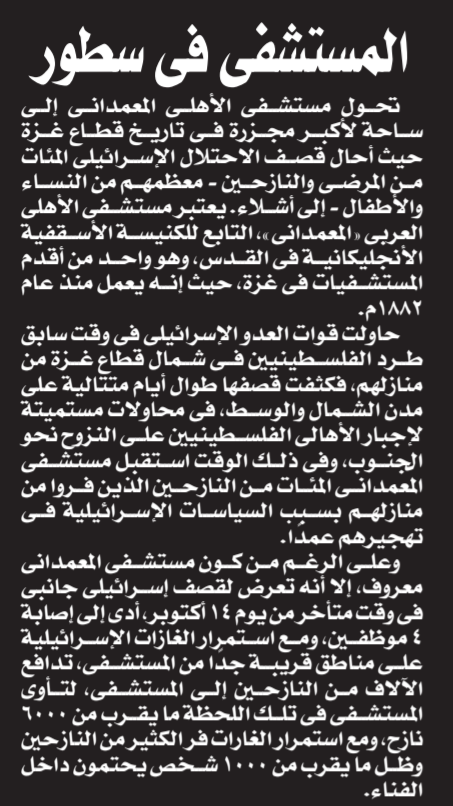 المستشفى فى سطور
تحول مستشفى الأهلى المعمدانى إلى
ساحة لأكبر مجزرة فى تاريخ قطاع غزة
حيث أحال قصف الاحتلال الإسرائيلى المئات
من المرضى والنازحين - معظمهم من النساء
والأطفال - إلى أشلاء. يعتبر مستشفى الأهلى
العربى «المعمدانى»، التابع للكنيسة الأسقفية
الأنجليكانية فى القدس، وهو واحد من أقدم
المستشفيات فى غزة، حيث إنه يعمل منذ عام
١٨٨٢م.
حاولت قوات العدو الإسرائيلى فى وقت سابق
طرد الفلسطينيين فى شمال قطاع غزة من
منازلهم، فكثفت قصفها طوال أيام متتالية على
مدن الشمال والوسط، فى محاولات مستميتة
لإجبار الأهالى الفلسطينيين على النزوح نحو
الجنوب، وفى ذلك الوقت استقبل مستشفى
المعمدانى المئات من النازحين الذين فروا من
منازلهم بسبب السياسات الإسرائيلية فى
تهجيرهم عمدًا.
وعلى الرغم من كون مستشفى المعمدانى
معروف، إلا أنه تعرض لقصف إسرائيلى جانبى
فى وقت متأخر من يوم ١٤ أكتوبر، أدى إلى إصابة
٤ موظفين، ومع استمرار الغازات الإسرائيلية
على مناطق قريبة جدًا من المستشفى، تدافع
الآلاف من النازحين إلى المستشفى، لتأوى
المستشفى فى تلك اللحظة ما يقرب من ٦٠٠٠
نازح، ومع استمرار الغارات فر الكثير من النازحين
وظل ما يقرب من ١٠٠٠ شخص يحتمون داخل
الفناء.